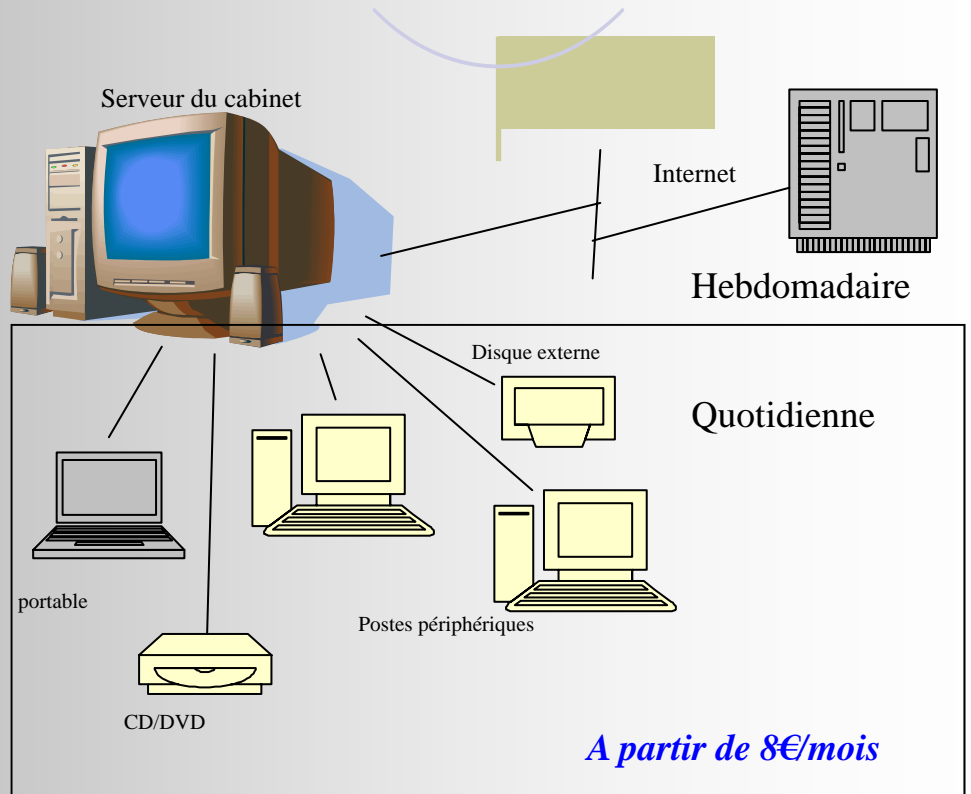 Serveur du cabinet
Internet
Hebdomadaire
Disque externe
Quotidienne
portable
Postes périphériques
CD/DVD
A partir de 8€/mois